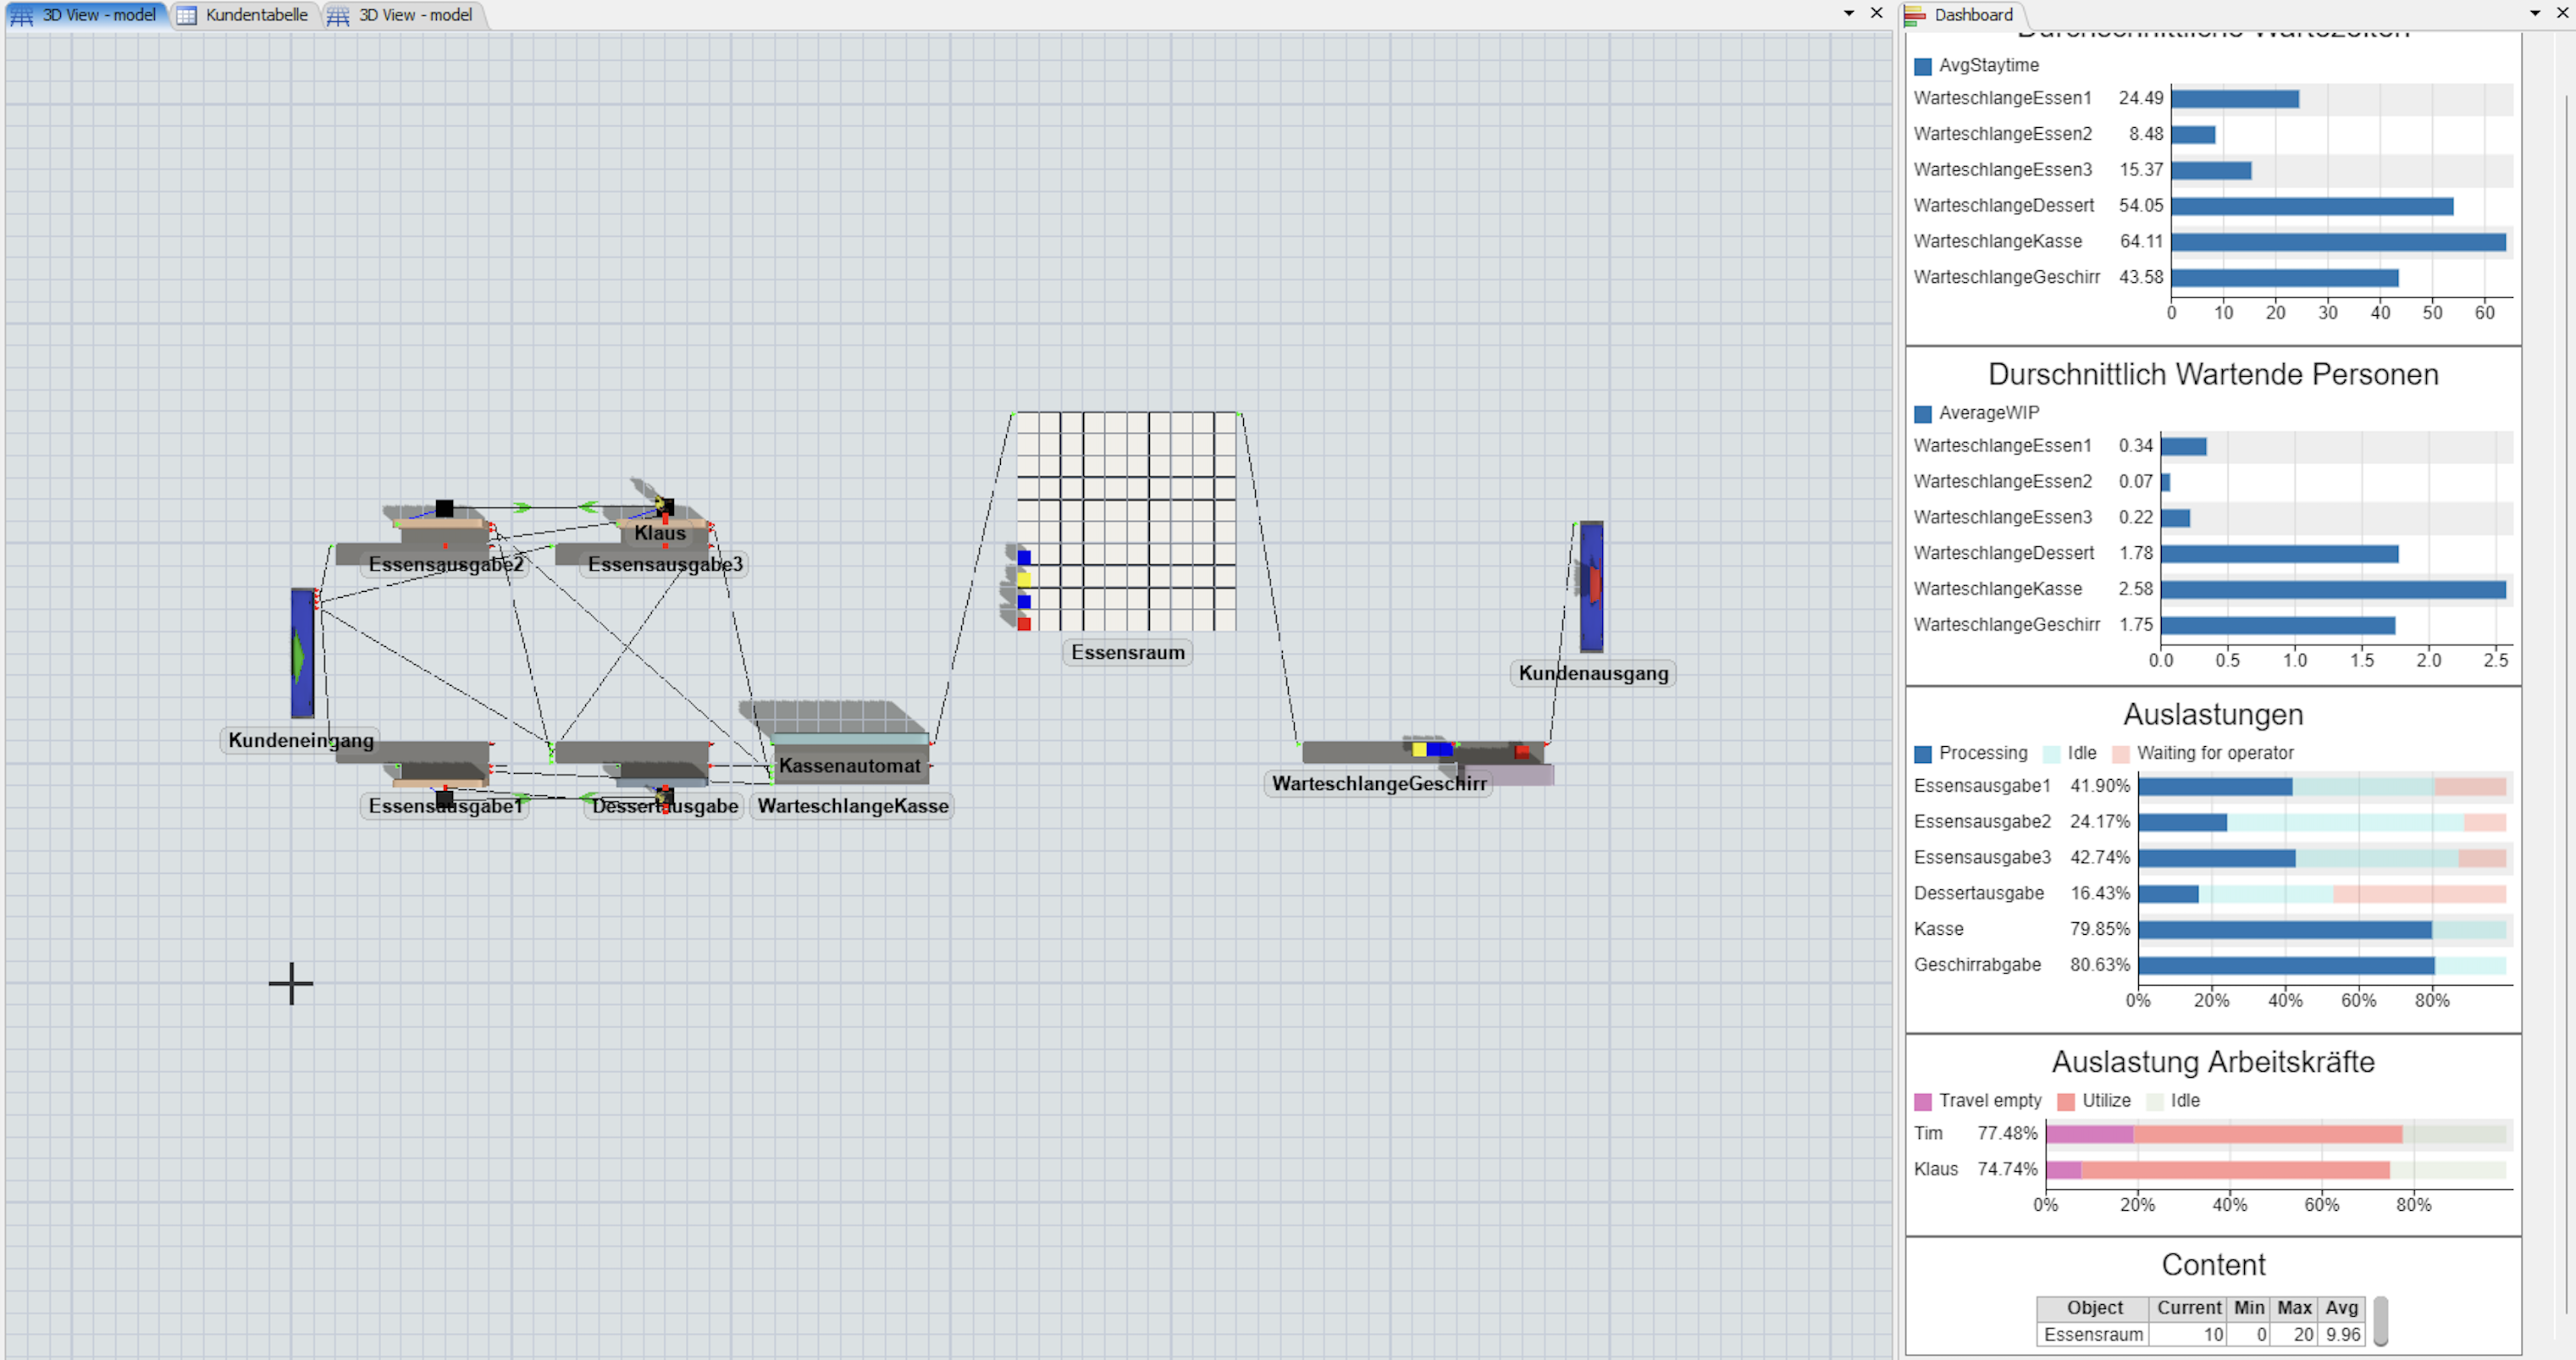 3D View - model
Kundentabelle
3D View - model
Dashboard
Durchschnittliche Wartezeiten
AvgStaytime
WarteschlangeEssen1 24.49
WarteschlangeEssen2 8.48
WarteschlangeEssen3 15.37
WarteschlangeDessert 54.05
WarteschlangeKasse 64.11
WarteschlangeGeschirr 43.58
0 10 20 30 40 50 60
Durschnittlich Wartende Personen
AverageWIP
WarteschlangeEssen1 0.34
WarteschlangeEssen2 0.07
WarteschlangeEssen3 0.22
WarteschlangeDessert 1.78
WarteschlangeKasse 2.58
WarteschlangeGeschirr 1.75
0.0 0.5 1.0 1.5 2.0 2.5
Auslastungen
Processing Idle Waiting for operator
Essensausgabe1 41.90%
Essensausgabe2 24.17%
Essensausgabe3 42.74%
Dessertausgabe 16.43%
Kasse 79.85%
Geschirrabgabe 80.63%
0% 20% 40% 60% 80%
Auslastung Arbeitskräfte
Travel empty Utilize Idle
Tim 77.48%
Klaus 74.74%
0% 20% 40% 60% 80%
Content
Object Current Min Max Avg
Essensraum 10 0 20 9.96
Klaus
Essensausgabe2
Essensausgabe3
Essensraum
Kundenausgang
Kundeneingang
Kassenautomat
WarteschlangeGeschirr
Essensausgabe1
Dessertausgabe
WarteschlangeKasse